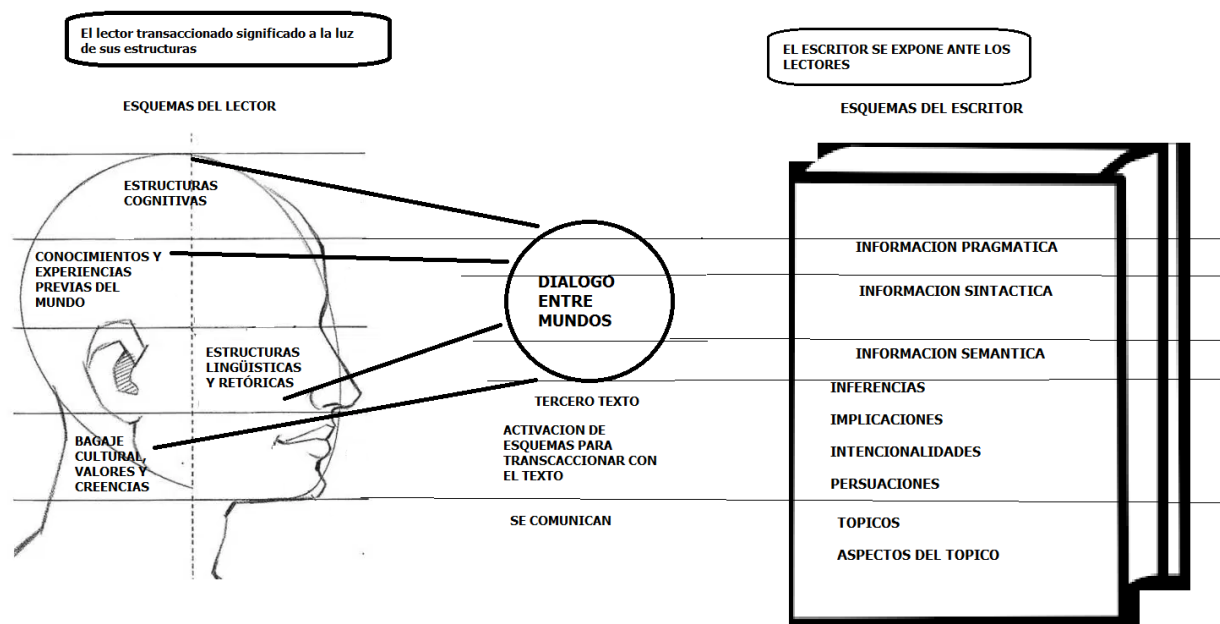 El lector transaccionado significado a la luz
de sus estructuras
EL ESCRITOR SE EXPONE ANTE LOS
LECTORES
ESQUEMAS DEL LECTOR
ESQUEMAS DEL ESCRITOR
ESTRUCTURAS
COGNITIVAS
CONOCIMIENTOS Y
EXPERIENCIAS
PREVIAS DEL
MUNDO
ESTRUCTURAS
LINGÜISTICAS
Y RETÓRICAS
BAGAJE
CULTURAL,
VALORES Y
CREENCIAS
DIALOGO
ENTRE
MUNDOS
TERCERO TEXTO
ACTIVACION DE
ESQUEMAS PARA
TRANSCACCIONAR CON
EL TEXTO
SE COMUNICAN
INFORMACION PRAGMATICA
INFORMACION SINTACTICA
INFORMACION SEMANTICA
INFERENCIAS
IMPLICACIONES
INTENCIONALIDADES
PERSUACIONES
TOPICOS
ASPECTOS DEL TOPICO